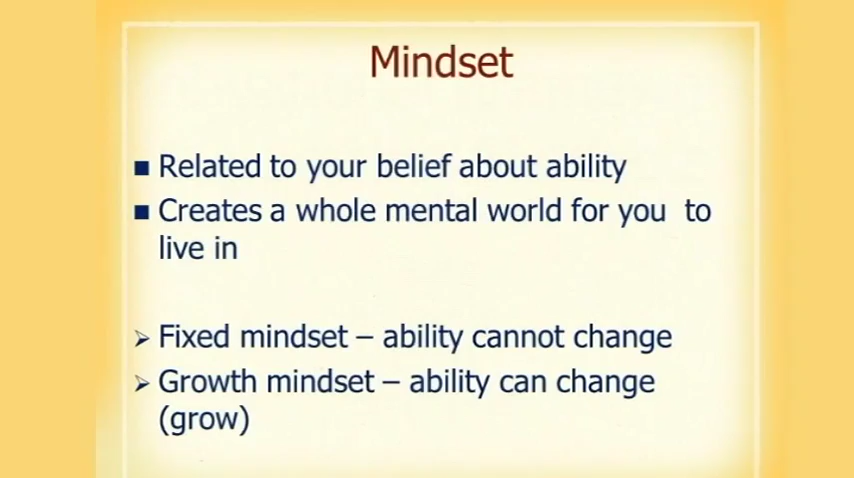 Mindset
■ Related to your belief about ability
■ Creates a whole mental world for you to
live in
➢ Fixed mindset – ability cannot change
➢ Growth mindset – ability can change
(grow)